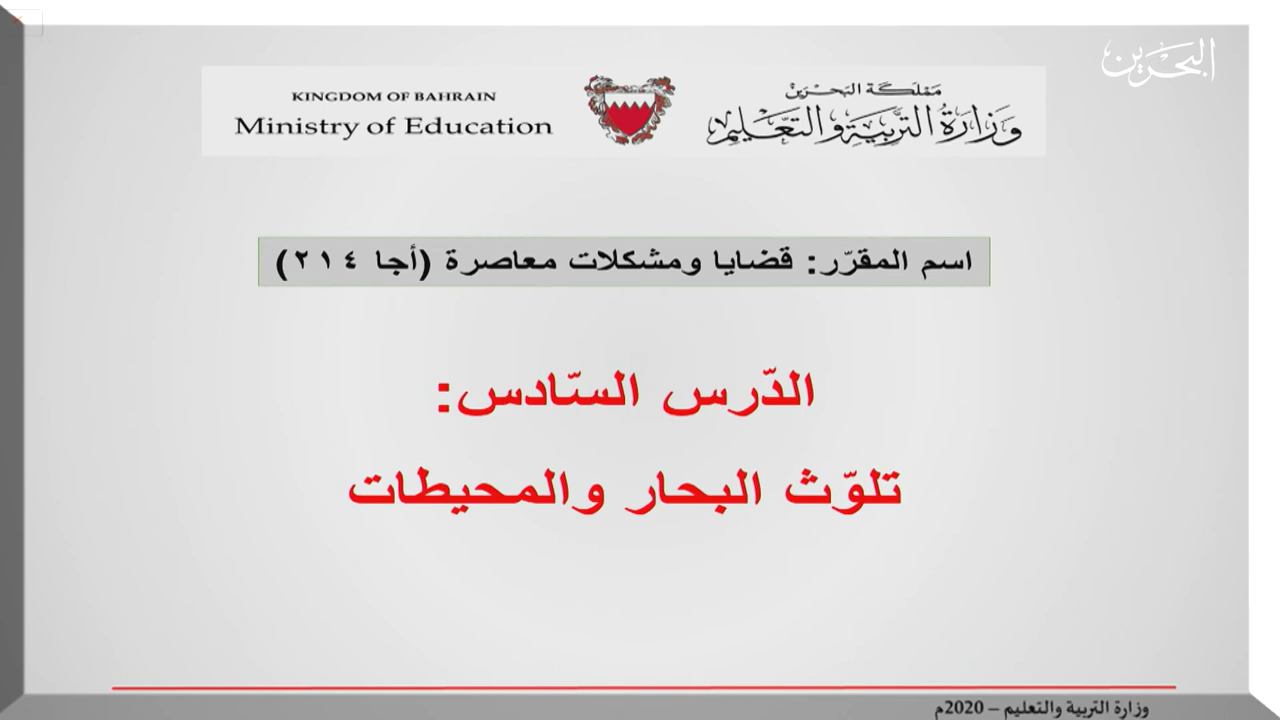 البحرين
KINGDOM OF BAHRAIN
Ministry of Education
مملكة البحرين
وزارة التربية والتعليم
اسم المقرّر: قضايا ومشكلات معاصرة (أجا ٢١٤)
الدّرس السّادس:
تلوّث البحار والمحيطات
وزارة التربية والتعليم – 2020م